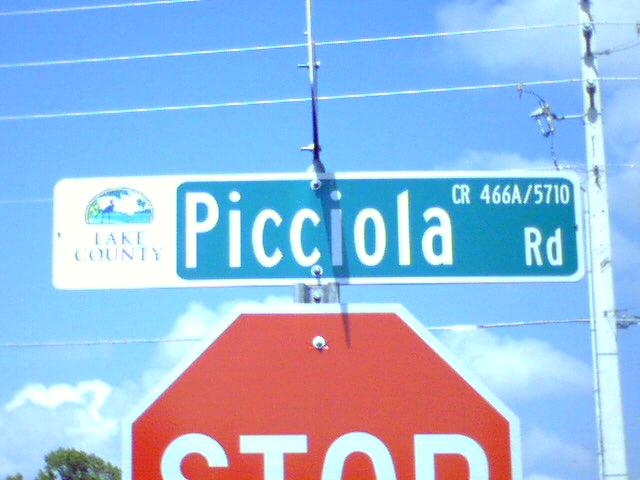 LAKE
COUNTY
Picciola Rd
CR 466A/5710
STOP